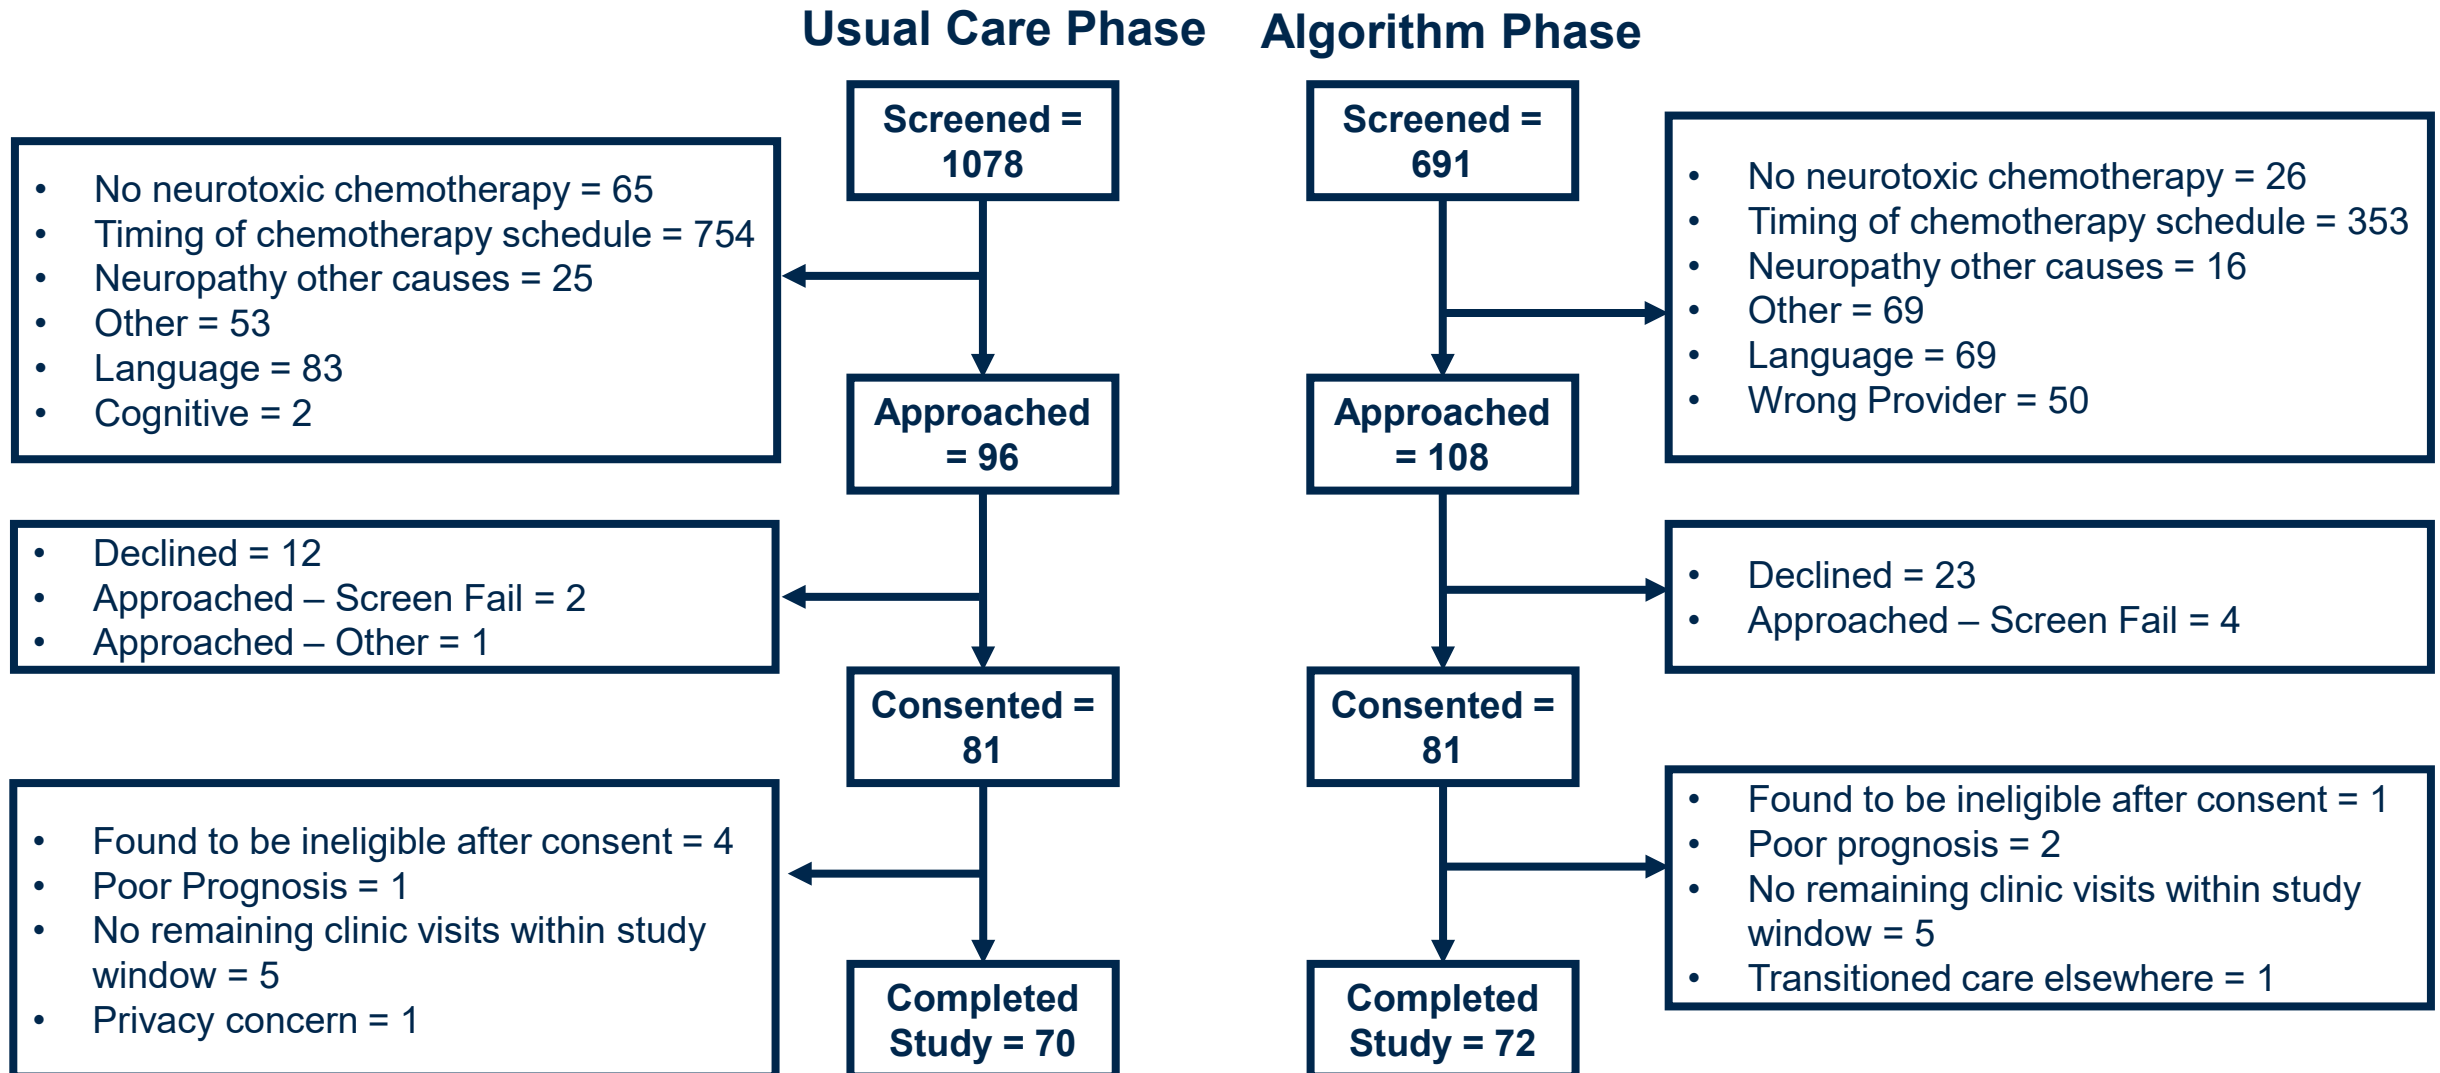 Usual Care Phase
Screened =
1078
• No neurotoxic chemotherapy = 65
• Timing of chemotherapy schedule = 754
• Neuropathy other causes = 25
• Other = 53
• Language = 83
• Cognitive = 2
Approached
= 96
• Declined = 12
• Approached – Screen Fail = 2
• Approached – Other = 1
Consented =
81
• Found to be ineligible after consent = 4
• Poor Prognosis = 1
• No remaining clinic visits within study
window = 5
• Privacy concern = 1
Completed
Study = 70
Algorithm Phase
Screened =
691
• No neurotoxic chemotherapy = 26
• Timing of chemotherapy schedule = 353
• Neuropathy other causes = 16
• Other = 69
• Language = 69
• Wrong Provider = 50
Approached
= 108
• Declined = 23
• Approached – Screen Fail = 4
Consented =
81
• Found to be ineligible after consent = 1
• Poor prognosis = 2
• No remaining clinic visits within study
window = 5
• Transitioned care elsewhere = 1
Completed
Study = 72